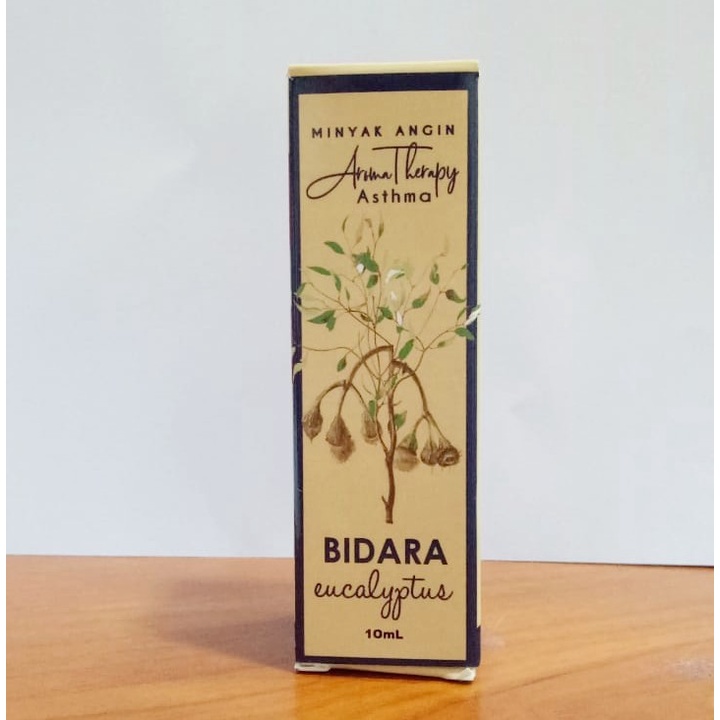 MINYAK ANGIN
AromaTherapy
Asthma
BIDARA
eucalyptus
10mL